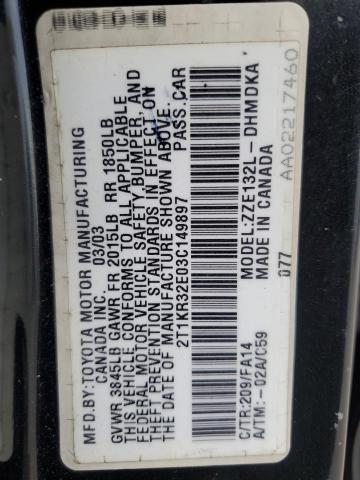 MFD.BY:TOYOTA MOTOR MANUFACTURING
CANADA INC. 03/03
GVWR 3845LB GAWR FR 2015LB RR 1850LB
THIS VEHICLE CONFORMS TO ALL APPLICABLE
FEDERAL MOTOR VEHICLE SAFETY,BUMPER, AND
THEFT PREVENTION STANDARDS IN EFFECT ON
THE DATE OF MANUFACTURE SHOWN ABOVE.
2T1KR32E03C149897 PASS.CAR
C/TR:209/FA14 MODEL:ZZE132L-DHMDKA
A/TM:-02A/C59 MADE IN CANADA
077 AA02217460